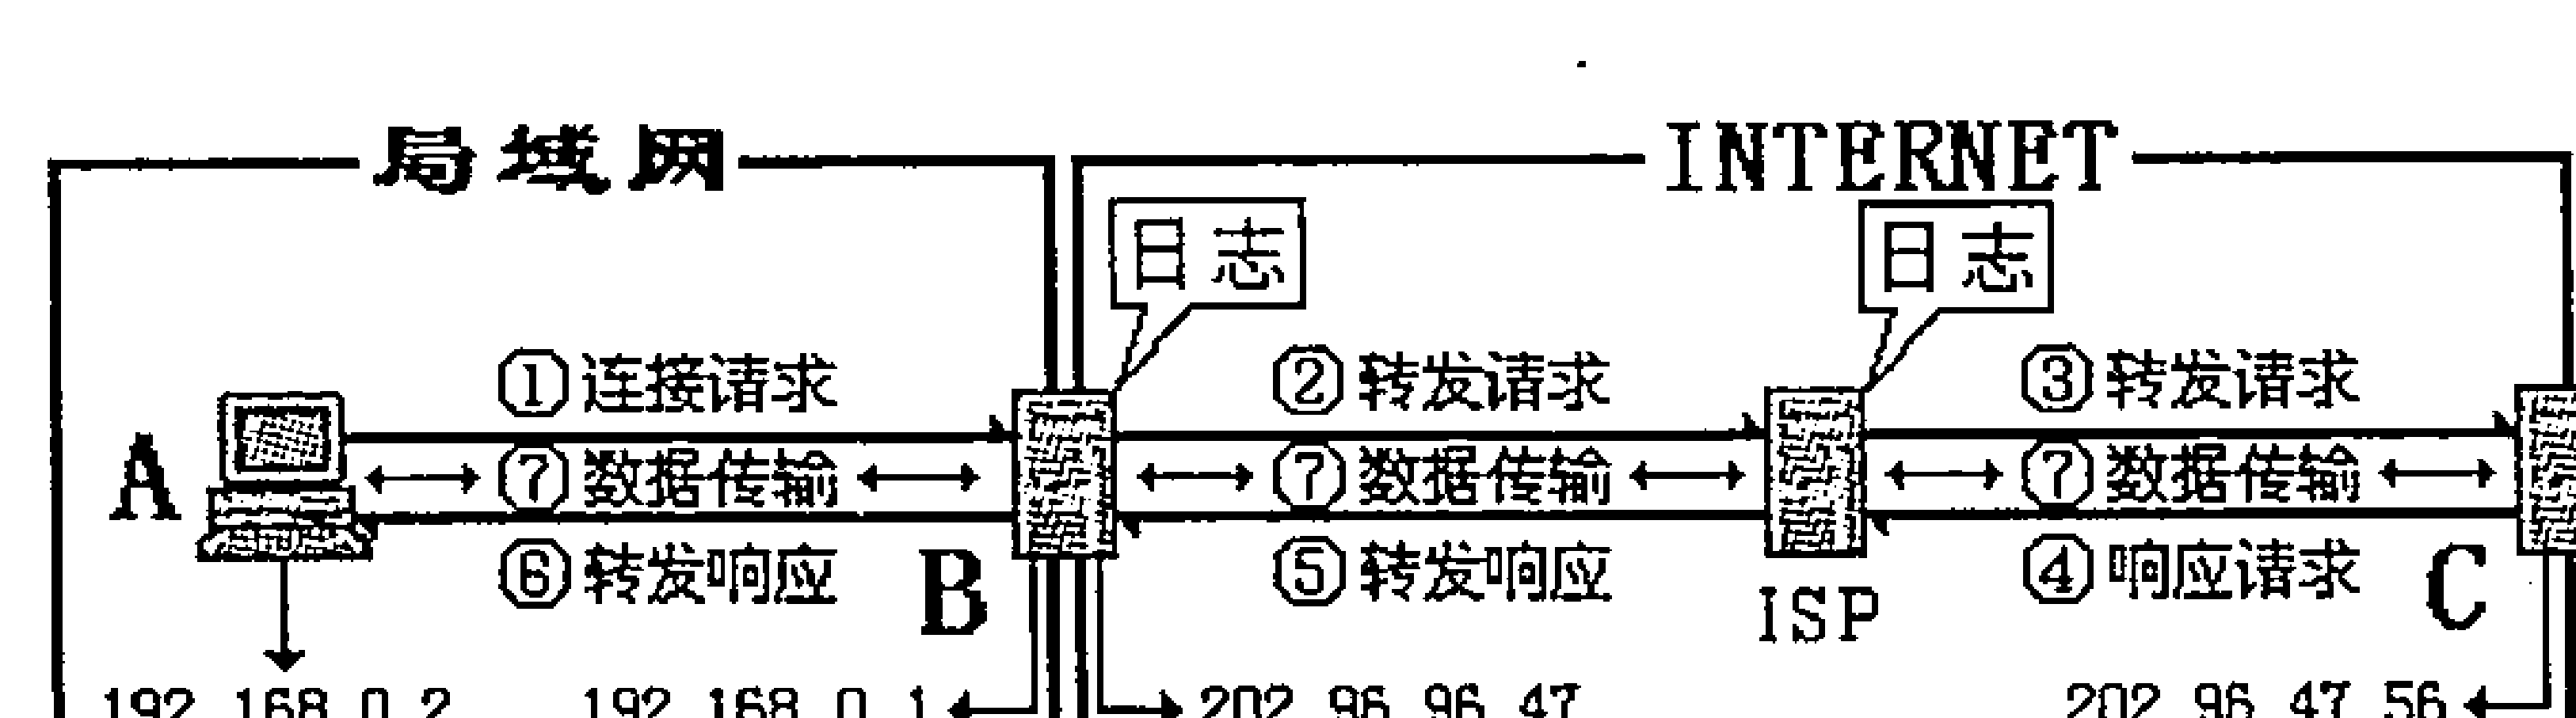 局域网 INTERNET
日志 日志
①连接请求 ②转发请求 ③转发请求
A ⑦数据传输 ⑦数据传输 ⑦数据传输
⑥转发响应 B ⑤转发响应 ④响应请求 C
ISP
192.168.0.2 192.168.0.1 202.96.96.47 202.96.47.56